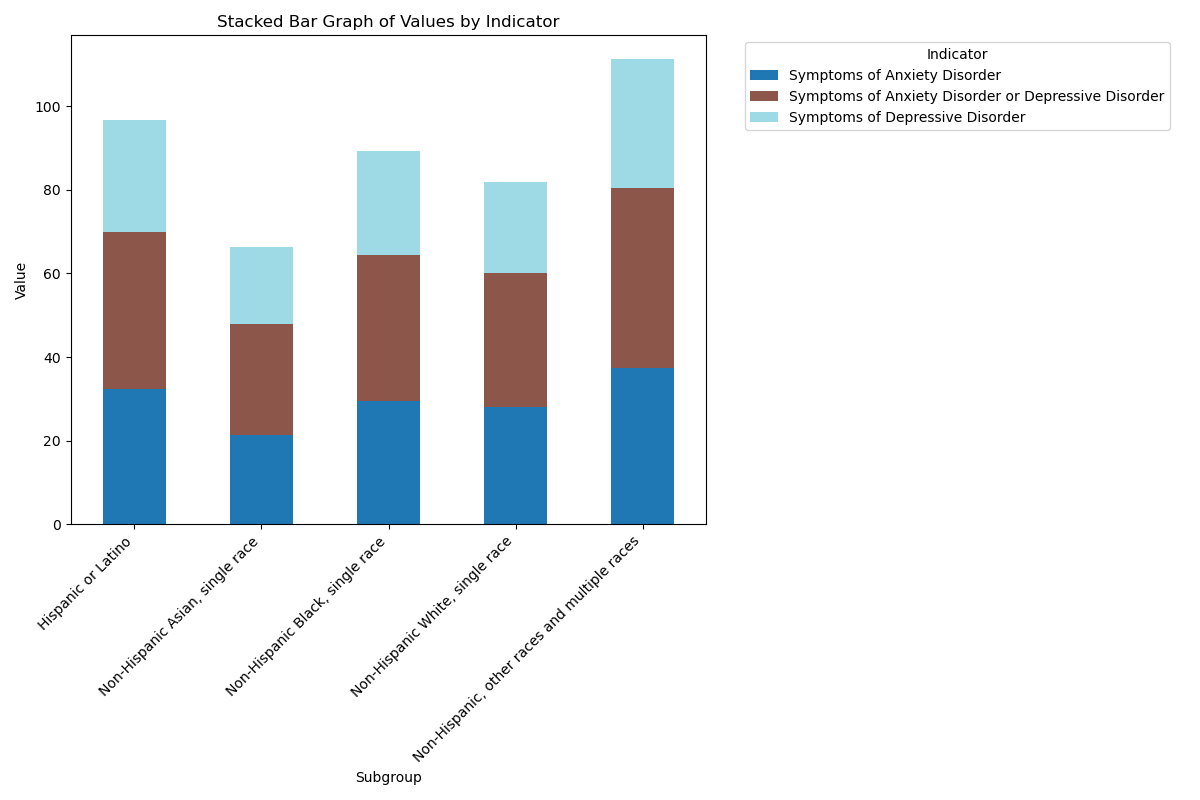 Stacked Bar Graph of Values by Indicator
Indicator
Symptoms of Anxiety Disorder
Symptoms of Anxiety Disorder or Depressive Disorder
Symptoms of Depressive Disorder
Value
100
80
60
40
20
0
Hispanic or Latino
Non-Hispanic Asian, single race
Non-Hispanic Black, single race
Non-Hispanic White, single race
Non-Hispanic, other races and multiple races
Subgroup